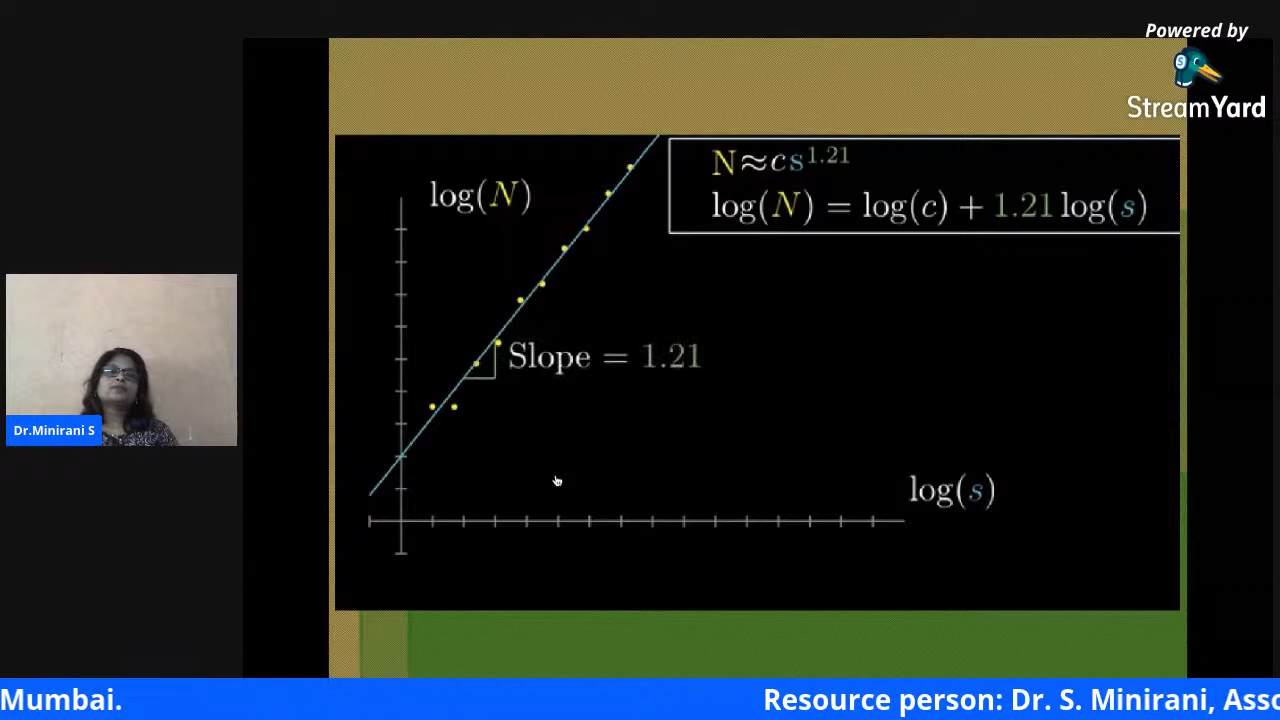 Powered by
StreamYard
N≈cs^1.21
log(N) = log(c) + 1.21 log(s)
log(N)
Slope = 1.21
log(s)
Dr.Minirani S
Mumbai.
Resource person: Dr. S. Minirani, Asso